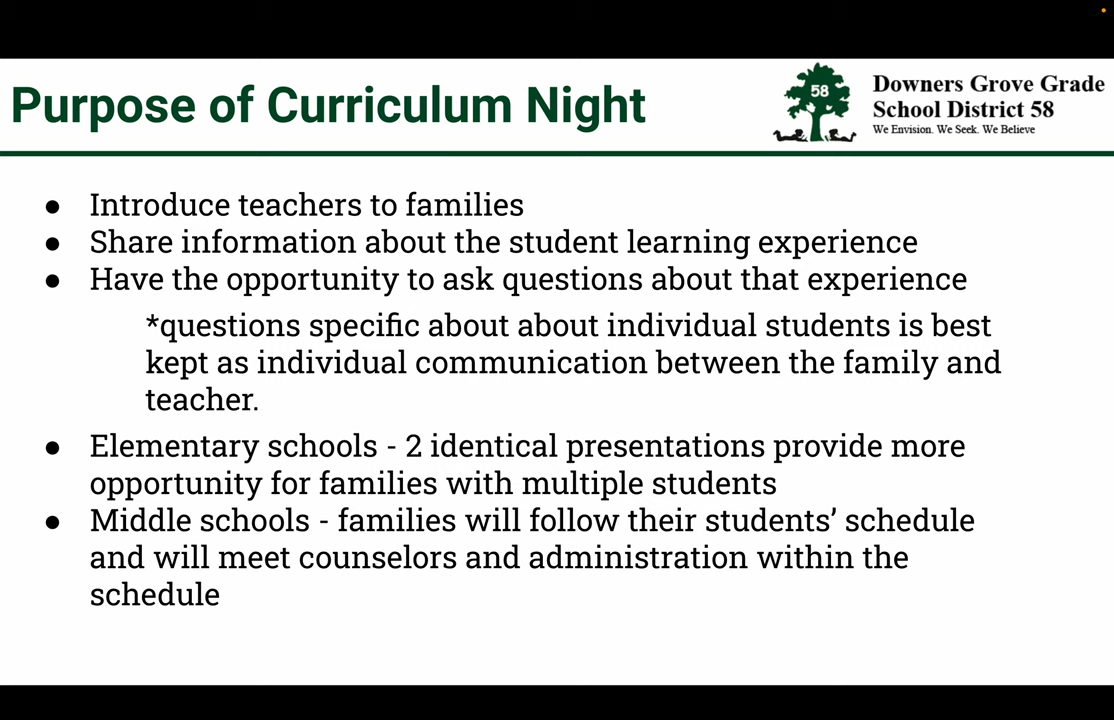 Purpose of Curriculum Night
58
Downers Grove Grade
School District 58
We Envision. We Seek. We Believe
● Introduce teachers to families
● Share information about the student learning experience
● Have the opportunity to ask questions about that experience
*questions specific about about individual students is best
kept as individual communication between the family and
teacher.
● Elementary schools - 2 identical presentations provide more
opportunity for families with multiple students
● Middle schools - families will follow their students’ schedule
and will meet counselors and administration within the
schedule